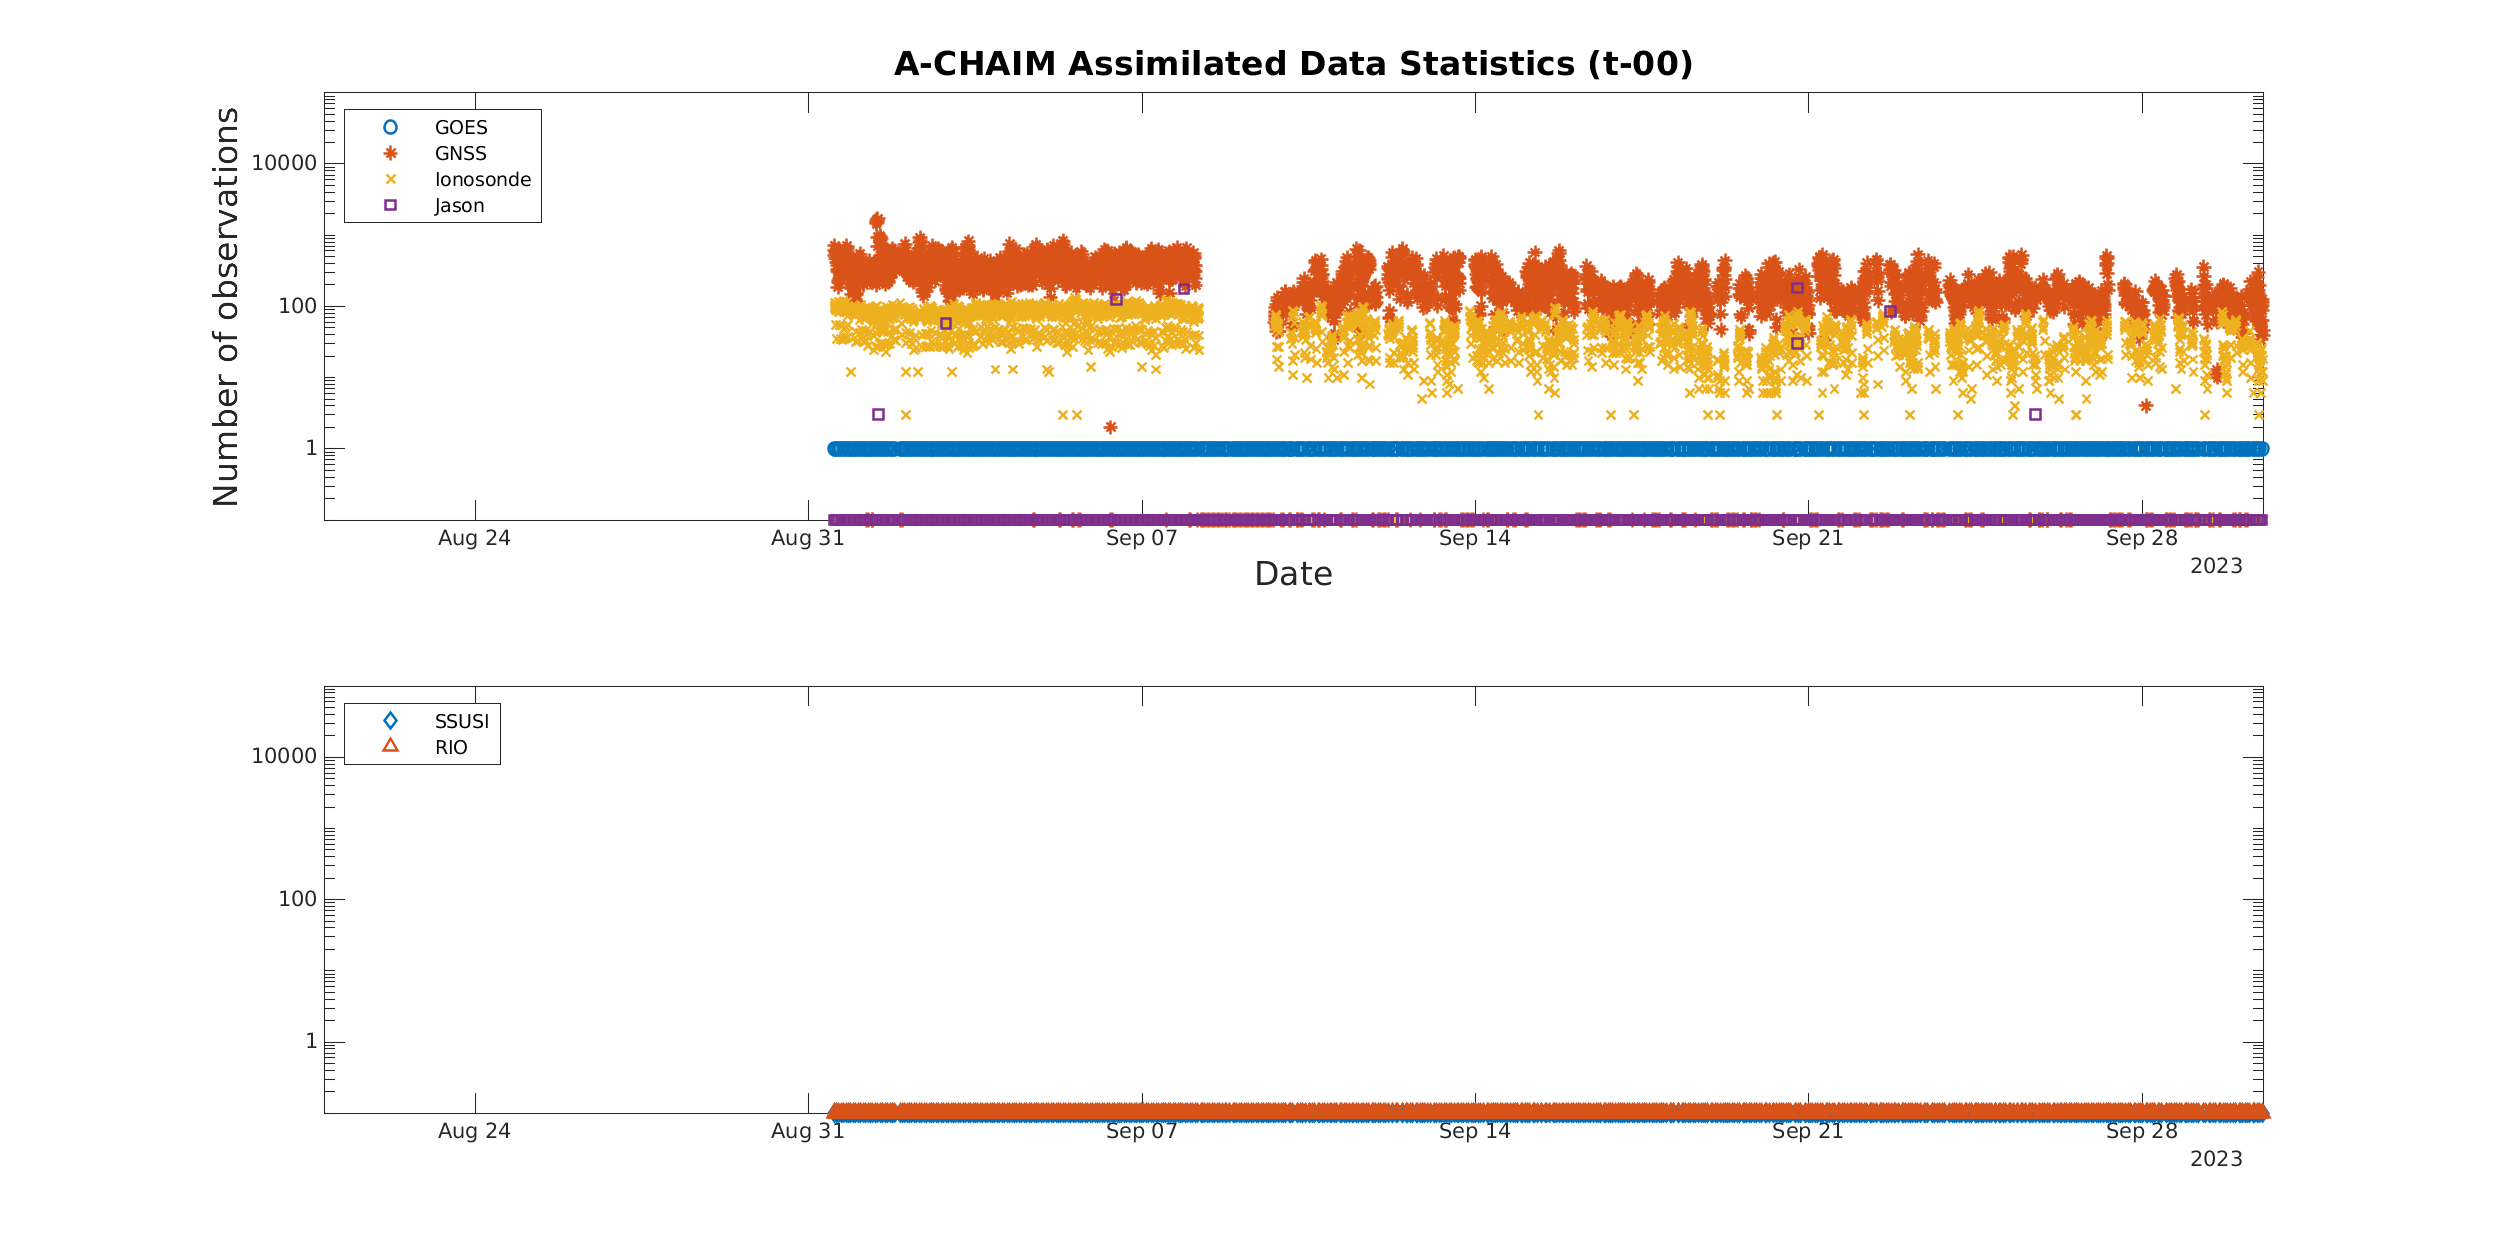 A-CHAIM Assimilated Data Statistics (t-00)
Number of observations
10000
100
1
GOES
GNSS
Ionosonde
Jason
Aug 24 Aug 31 Sep 07 Sep 14 Sep 21 Sep 28
2023
Date
10000
100
1
SSUSI
RIO
Aug 24 Aug 31 Sep 07 Sep 14 Sep 21 Sep 28
2023